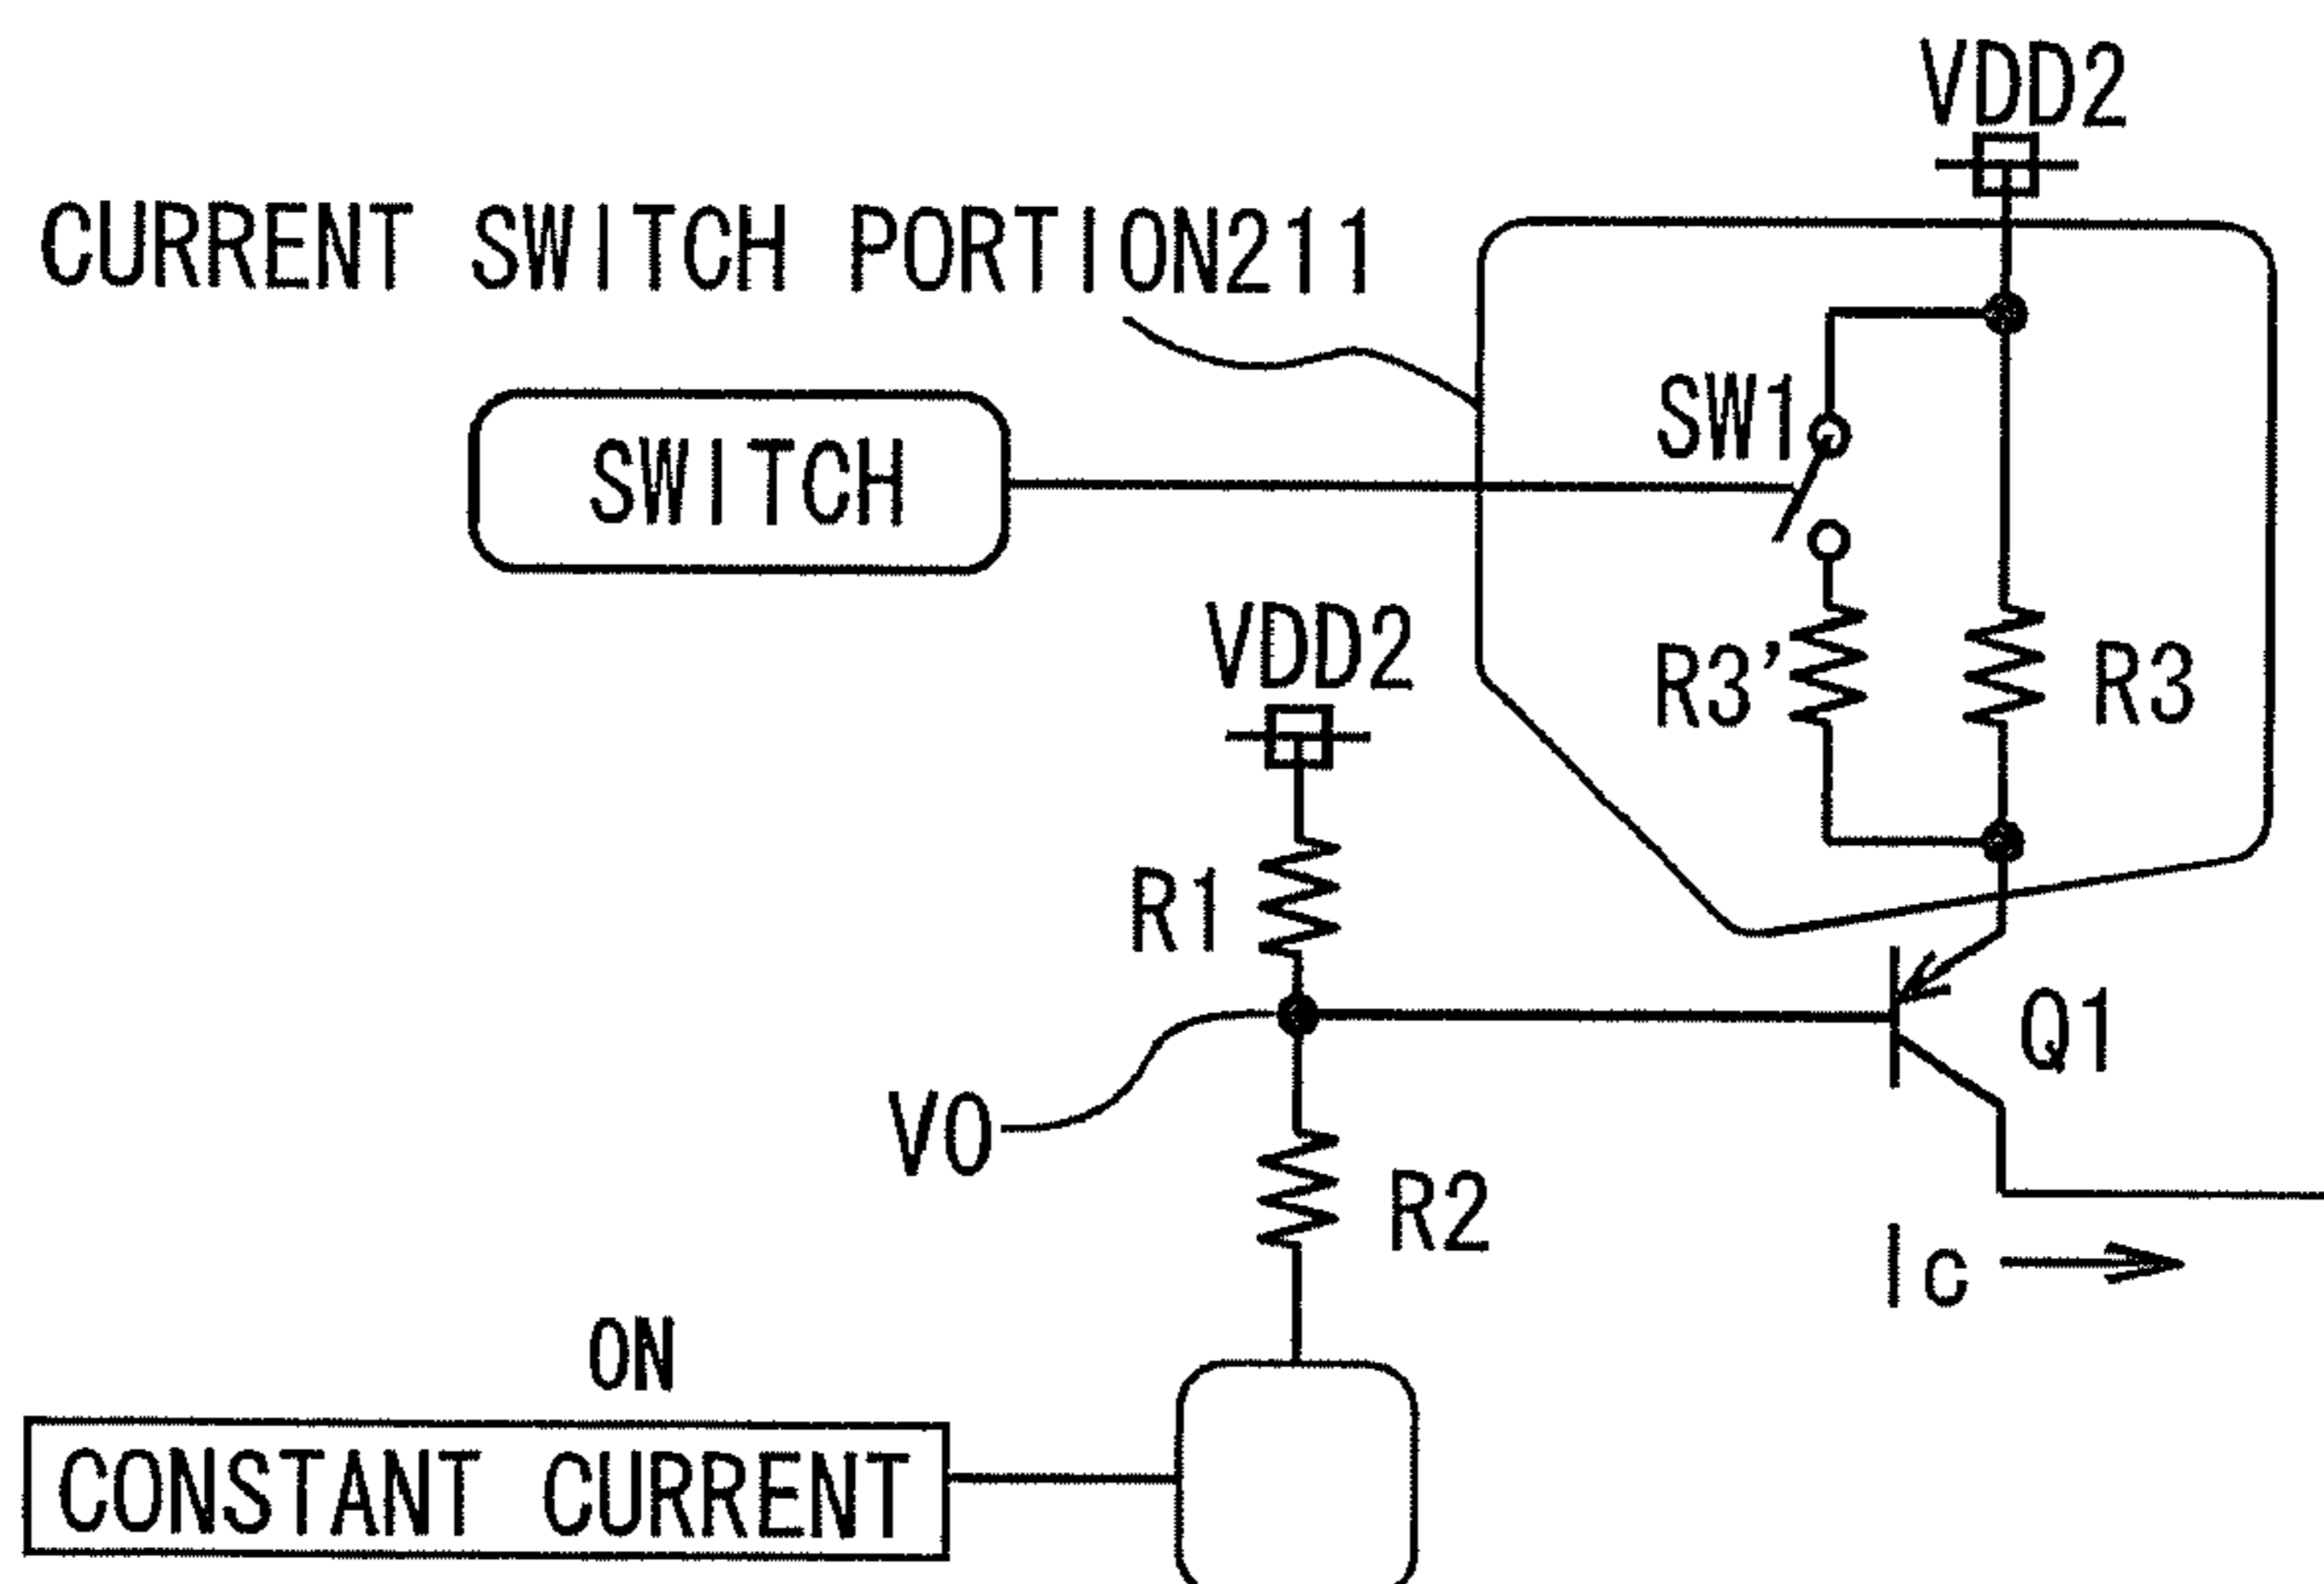 VDD2
CURRENT SWITCH PORTION211
SW1
SWITCH
VDD2
R3'
R3
R1
Q1
V0
R2
Ic
ON
CONSTANT CURRENT